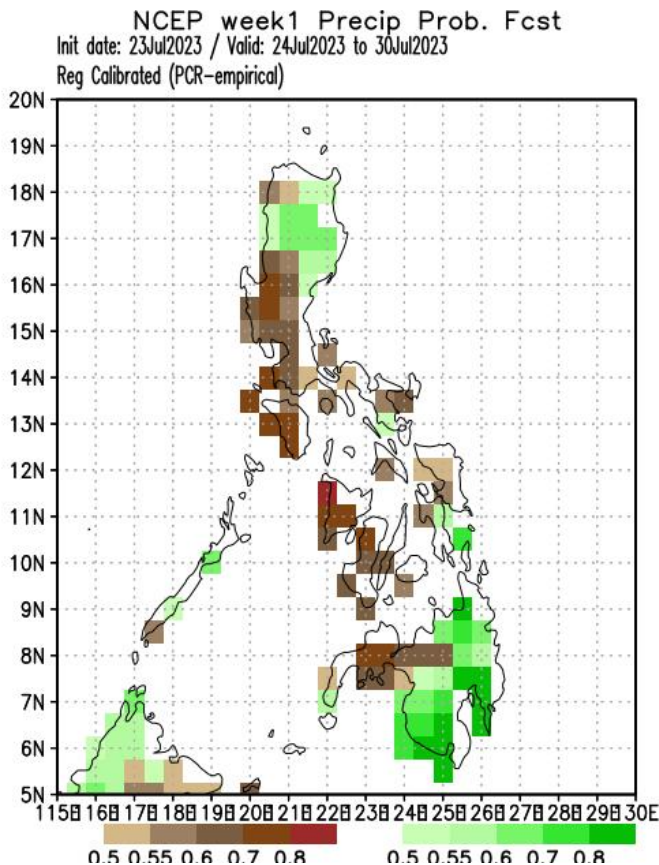 NCEP week1 Precip Prob. Fcst
Init date: 23Jul2023 / Valid: 24Jul2023 to 30Jul2023
Reg Calibrated (PCR-empirical)
20N
19N
18N
17N
16N
15N
14N
13N
12N
11N
10N
9N
8N
7N
6N
5N
115E 116E 117E 118E 119E 120E 121E 122E 123E 124E 125E 126E 127E 128E 129E 130E
0.5 0.55 0.6 0.7 0.8 0.5 0.55 0.6 0.7 0.8